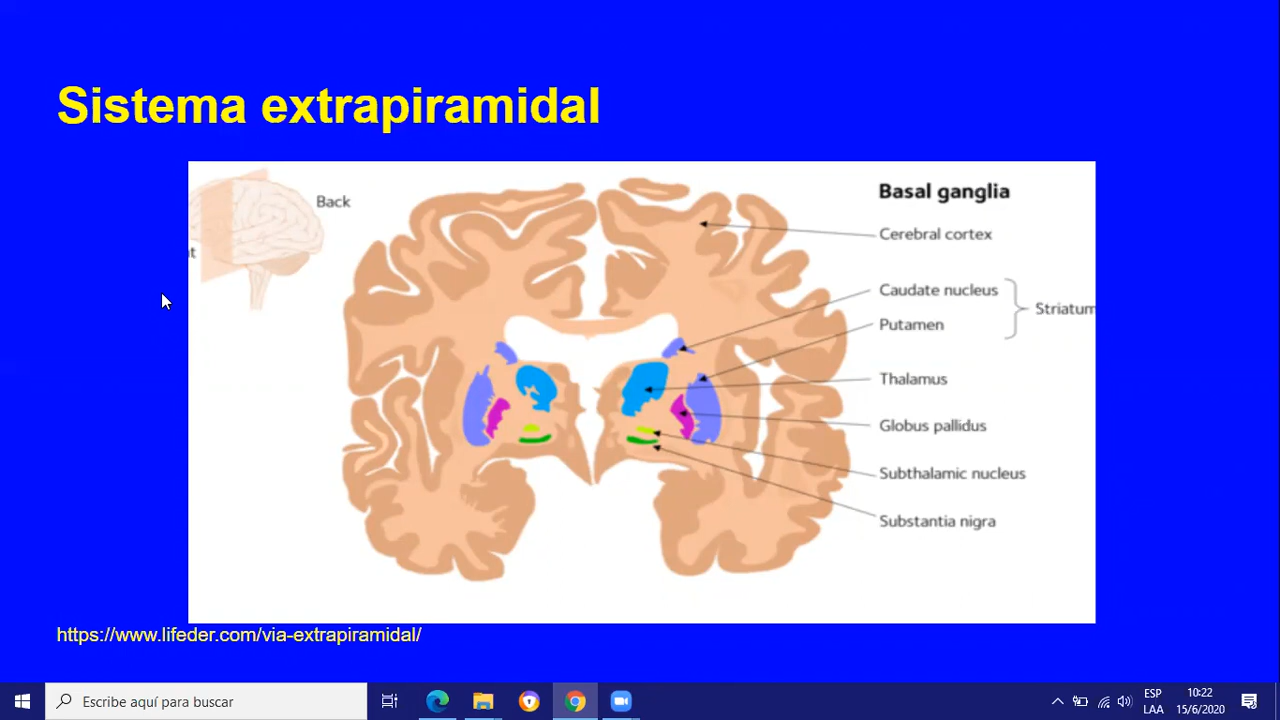 Sistema extrapiramidal
Back
nt
Basal ganglia
Cerebral cortex
Caudate nucleus
Putamen
Striatum
Thalamus
Globus pallidus
Subthalamic nucleus
Substantia nigra
https://www.lifeder.com/via-extrapiramidal/
Escribe aquí para buscar
ESP
LAA
10:22
15/6/2020